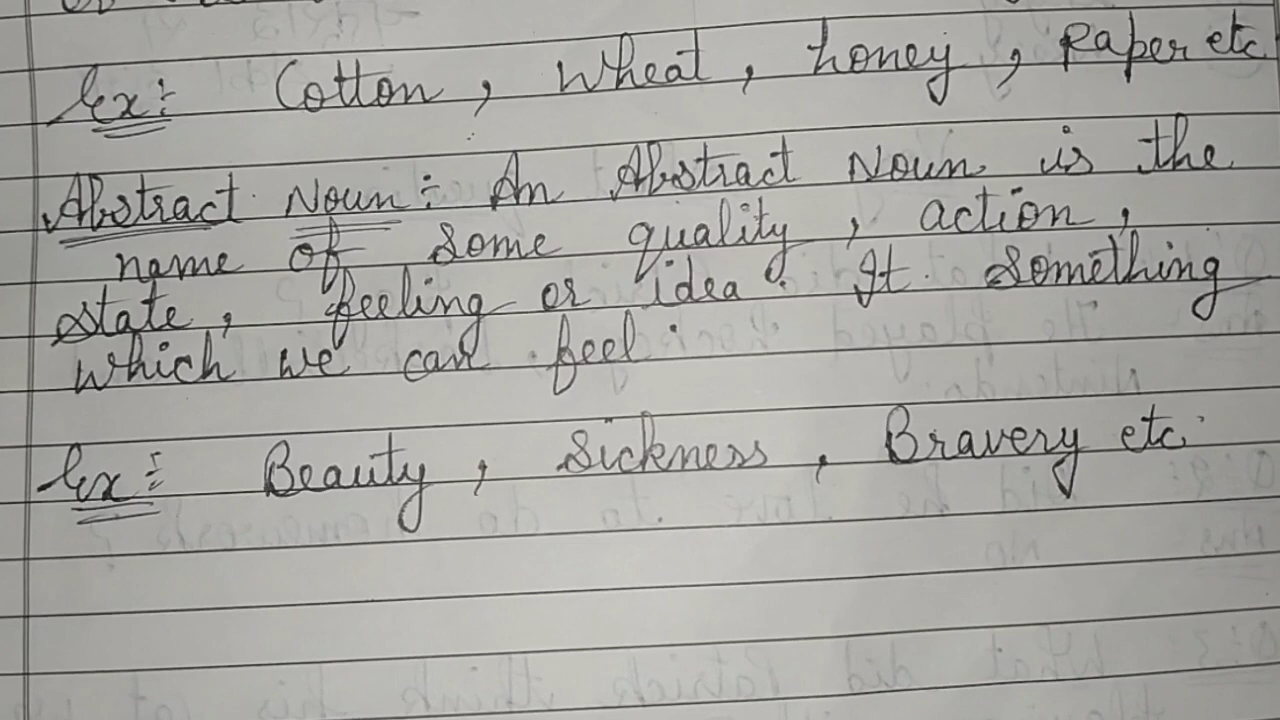 Ex:- Cotton, Wheat, honey, Paper etc
Abstract Noun :- An Abstract Noun is the
name of some quality, action,
state, feeling or idea. It something
which we can feel.
Ex:- Beauty, Sickness, Bravery etc.